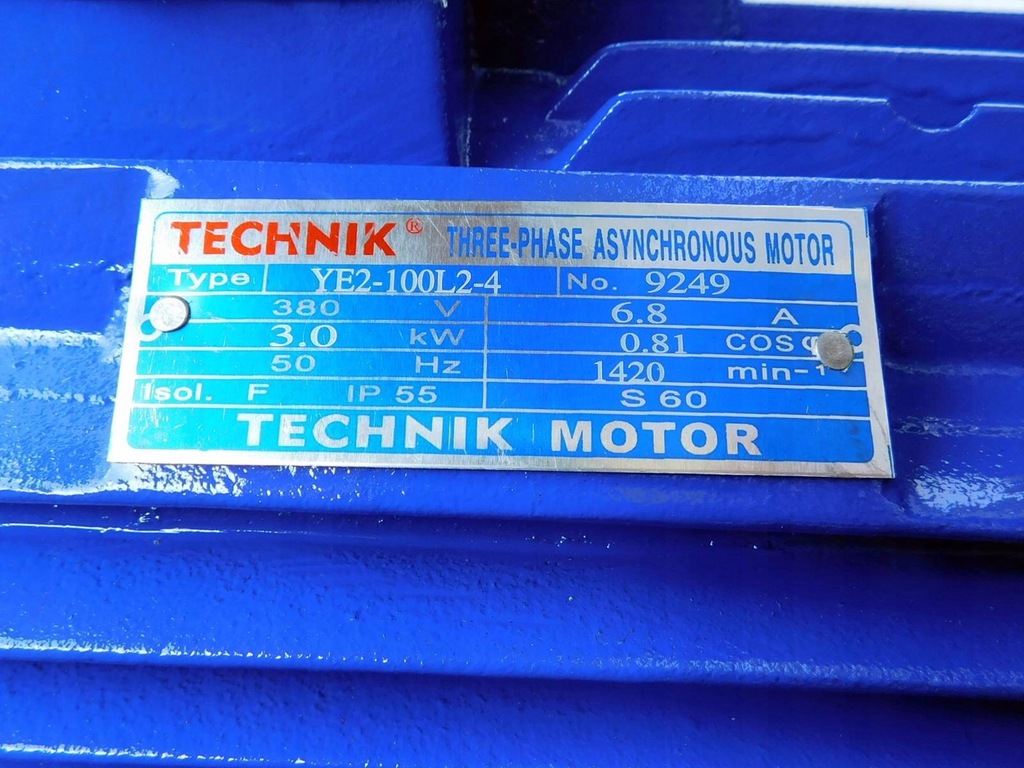 TECHNIK® THREE-PHASE ASYNCHRONOUS MOTOR
Type YE2-100L2-4 No. 9249
380 V 6.8 A
3.0 kW 0.81 COSφ
50 Hz 1420 min-1
Isol. F IP 55 S 60
TECHNIK MOTOR